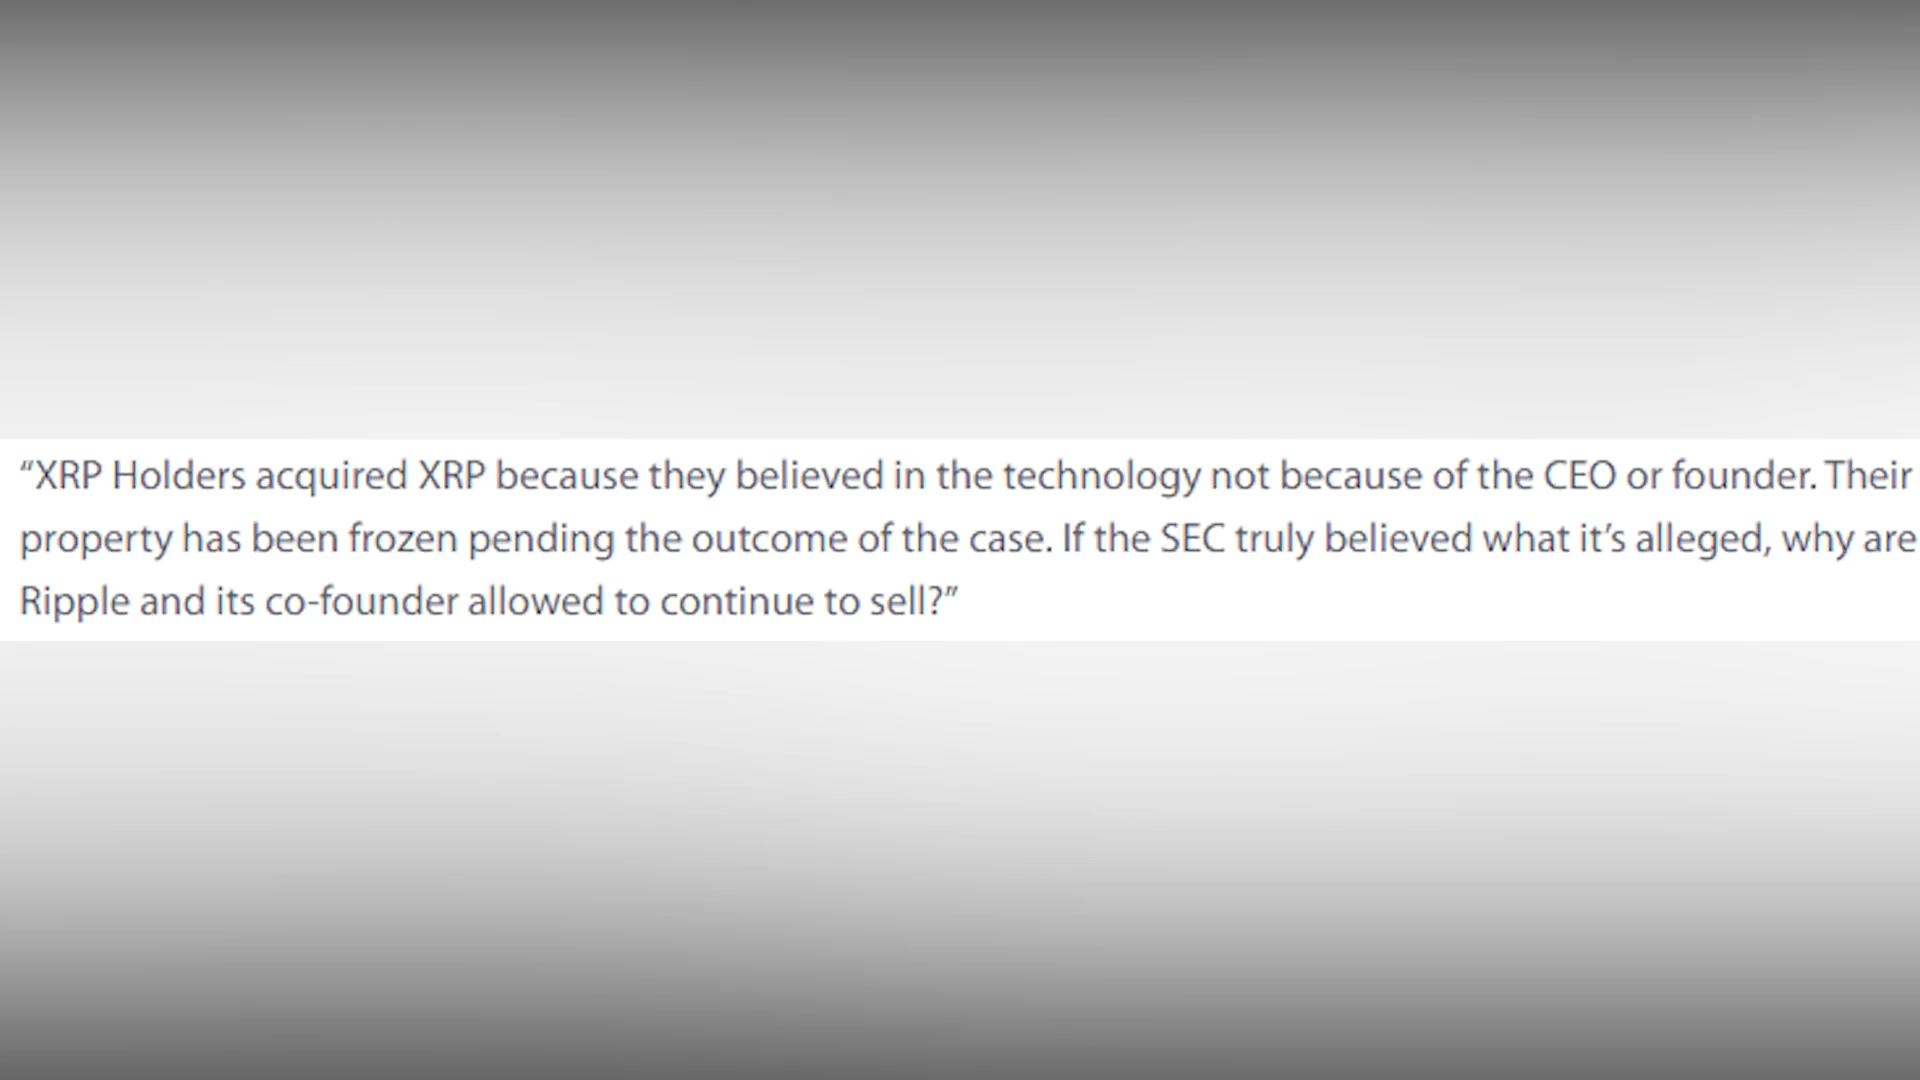 “XRP Holders acquired XRP because they believed in the technology not because of the CEO or founder. Their
property has been frozen pending the outcome of the case. If the SEC truly believed what it’s alleged, why are
Ripple and its co-founder allowed to continue to sell?”